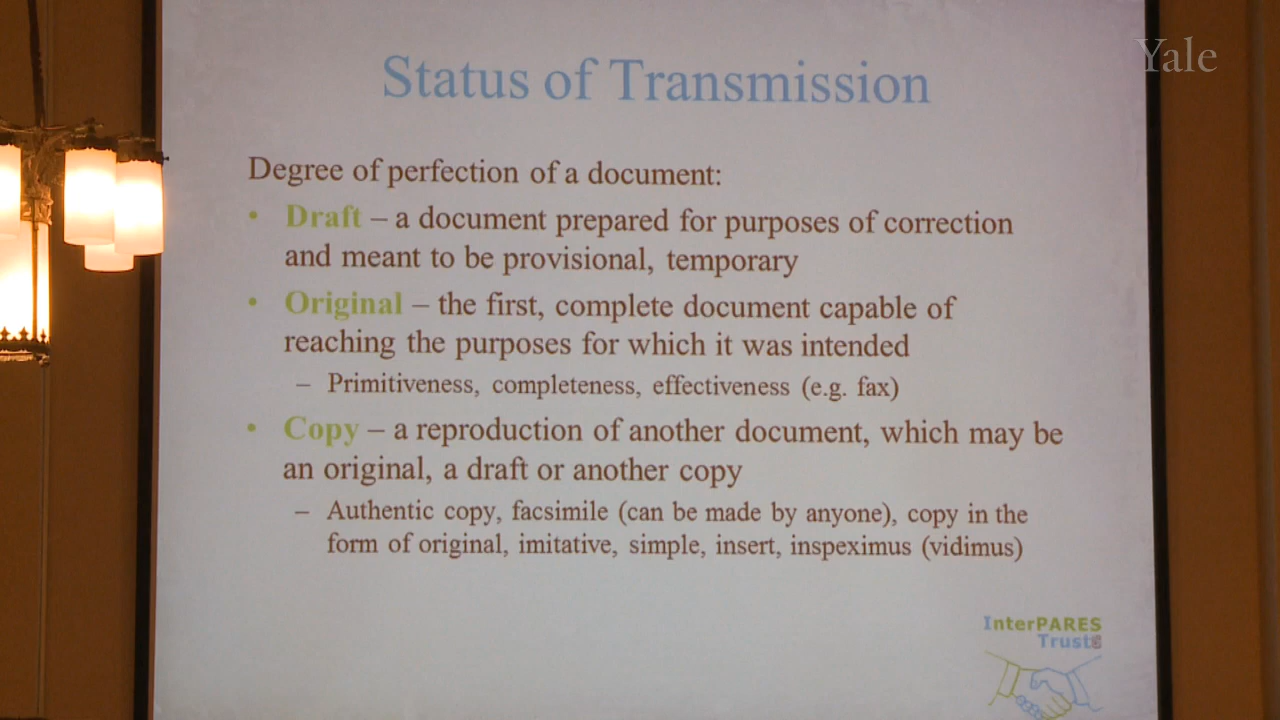 Yale
Status of Transmission
Degree of perfection of a document:
• Draft – a document prepared for purposes of correction
and meant to be provisional, temporary
• Original – the first, complete document capable of
reaching the purposes for which it was intended
– Primitiveness, completeness, effectiveness (e.g. fax)
• Copy – a reproduction of another document, which may be
an original, a draft or another copy
– Authentic copy, facsimile (can be made by anyone), copy in the
form of original, imitative, simple, insert, inspeximus (vidimus)
InterPARES
Trust